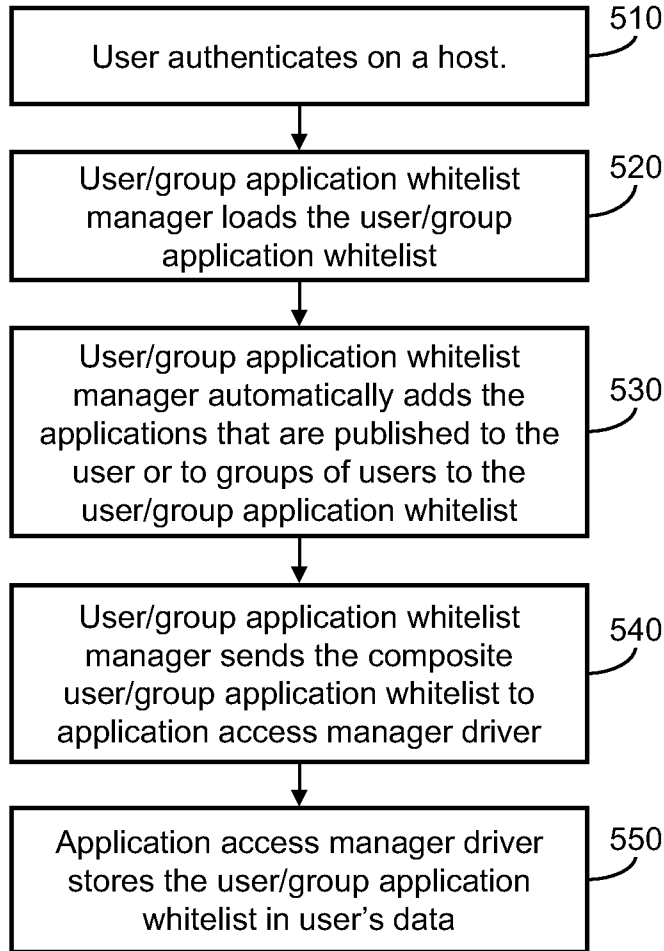 510
User authenticates on a host.
520
User/group application whitelist
manager loads the user/group
application whitelist
530
User/group application whitelist
manager automatically adds the
applications that are published to the
user or to groups of users to the
user/group application whitelist
540
User/group application whitelist
manager sends the composite
user/group application whitelist to
application access manager driver
550
Application access manager driver
stores the user/group application
whitelist in user's data